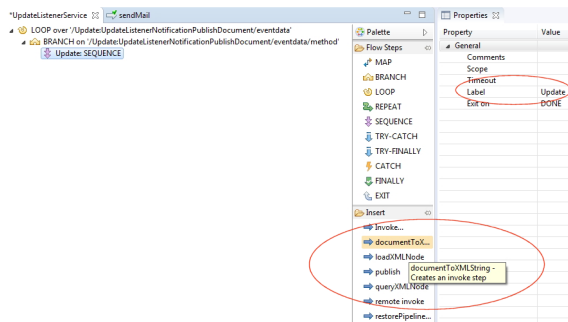 *UpdateListenerService
sendMail
LOOP over '/Update:UpdateListenerNotificationPublishDocument/eventdata'
BRANCH on '/Update:UpdateListenerNotificationPublishDocument/eventdata/method'
Update: SEQUENCE
Palette
Flow Steps
MAP
BRANCH
LOOP
REPEAT
SEQUENCE
TRY-CATCH
TRY-FINALLY
CATCH
FINALLY
EXIT
Insert
Invoke...
documentToX...
loadXMLNode
publish
documentToXMLString -
Creates an invoke step
queryXMLNode
remote invoke
restorePipeline...
Properties
Property Value
General
Comments
Scope
Timeout
Label Update
Exit on DONE